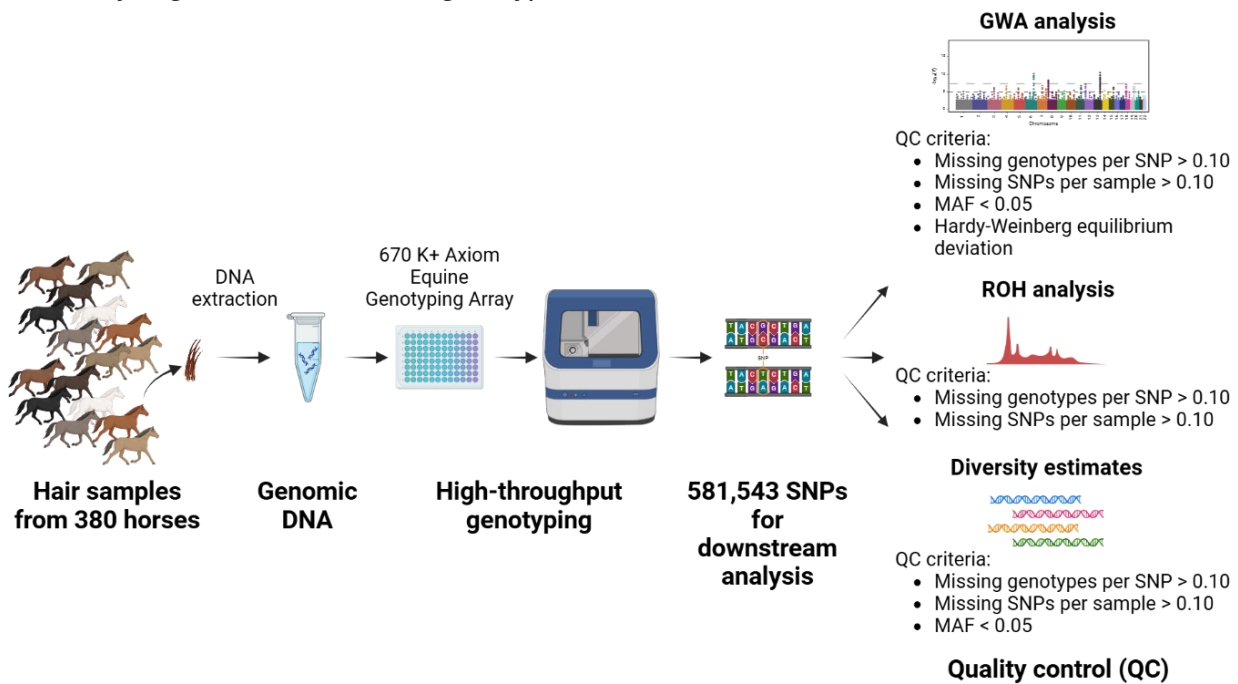 GWA analysis
-log10(P)
Chromosome
QC criteria:
• Missing genotypes per SNP > 0.10
• Missing SNPs per sample > 0.10
• MAF < 0.05
• Hardy-Weinberg equilibrium
deviation
DNA
extraction
670 K+ Axiom
Equine
Genotyping Array
T A C G C T G A
A T G C G A C T
SNP
T A C T C T G A
A T G A G A C T
ROH analysis
QC criteria:
• Missing genotypes per SNP > 0.10
• Missing SNPs per sample > 0.10
Hair samples
from 380 horses
Genomic
DNA
High-throughput
genotyping
581,543 SNPs
for
downstream
analysis
Diversity estimates
QC criteria:
• Missing genotypes per SNP > 0.10
• Missing SNPs per sample > 0.10
• MAF < 0.05
Quality control (QC)